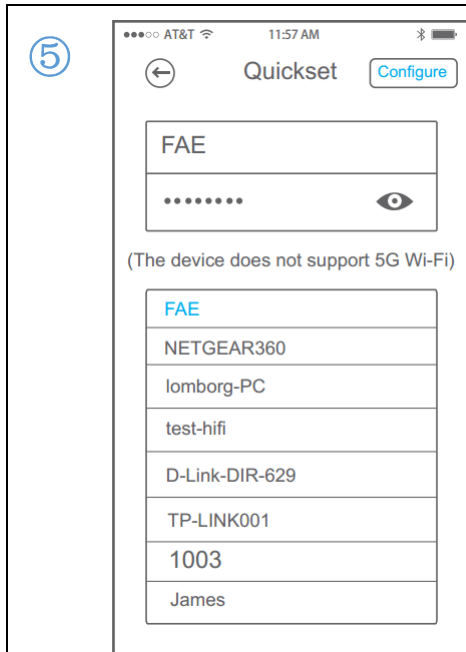 ⑤
●●●○○ AT&T 11:57 AM
Quickset Configure
FAE
••••••••
(The device does not support 5G Wi-Fi)
FAE
NETGEAR360
lomborg-PC
test-hifi
D-Link-DIR-629
TP-LINK001
1003
James